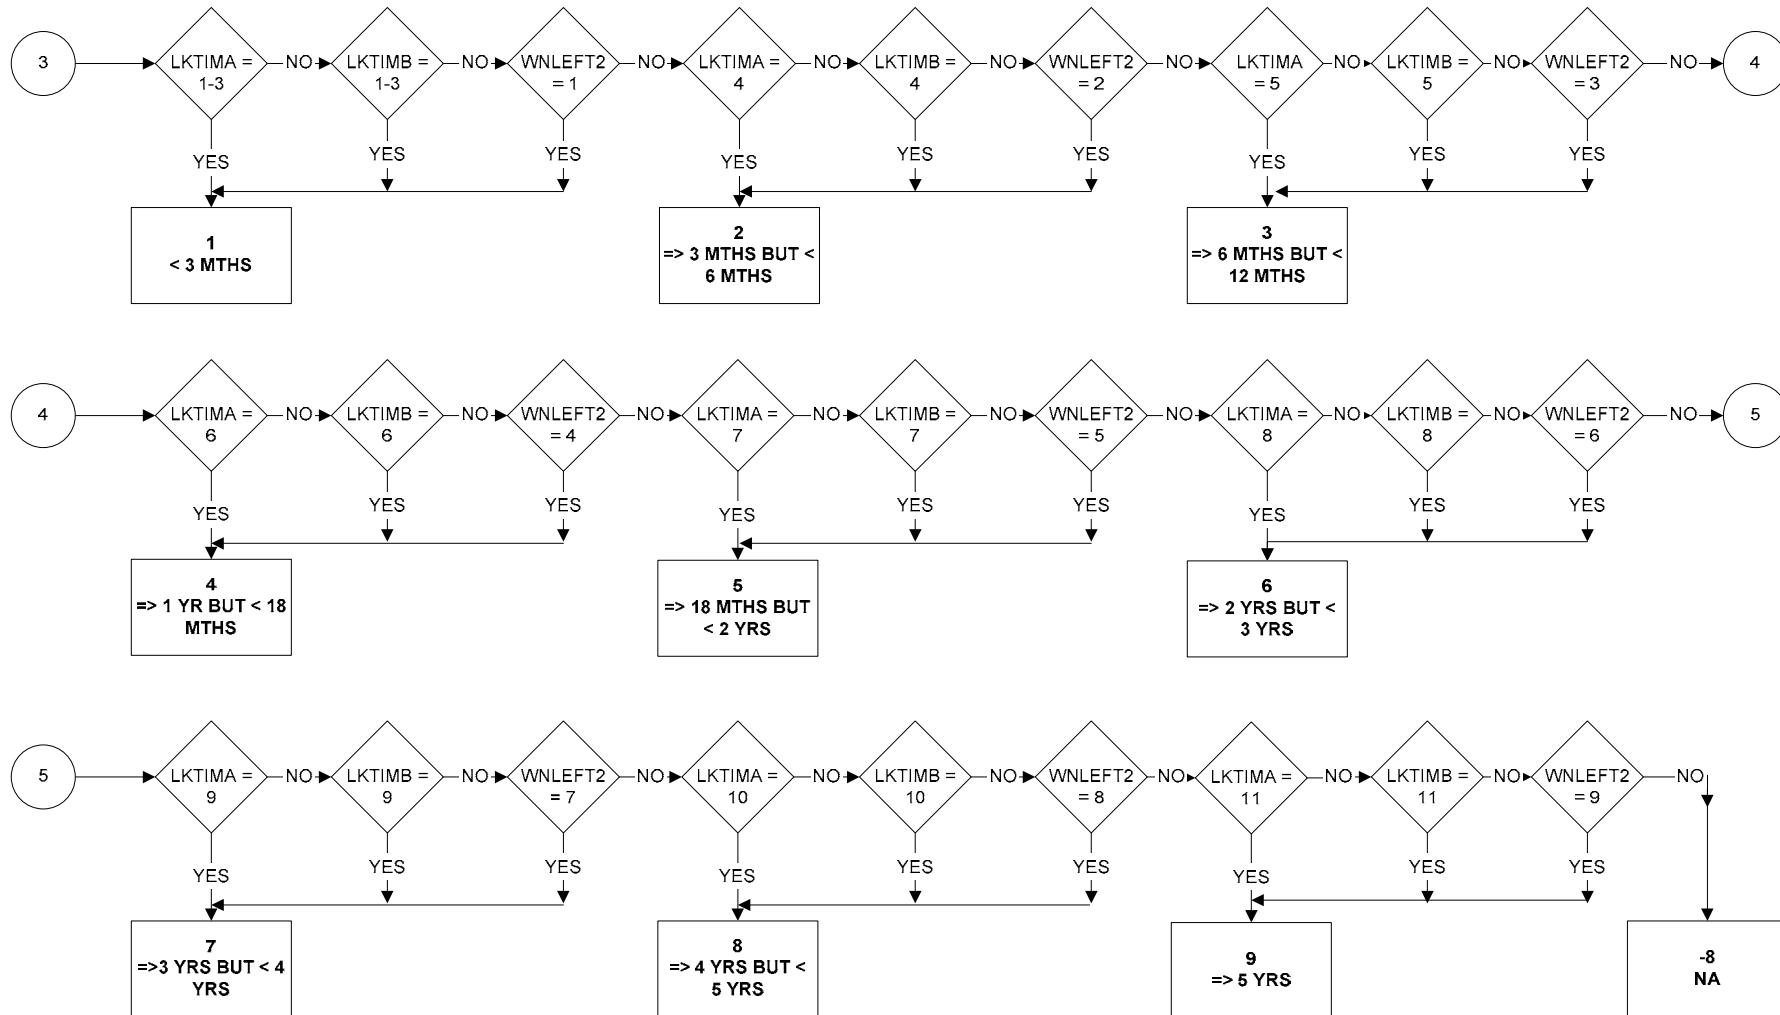 3
LKTIMA =
1-3
NO
LKTIMB =
1-3
NO
WNLEFT2
= 1
NO
LKTIMA =
4
NO
LKTIMB =
4
NO
WNLEFT2
= 2
NO
LKTIMA
= 5
NO
LKTIMB =
5
NO
WNLEFT2
= 3
NO
4
YES
YES
YES
YES
YES
YES
YES
YES
YES
1
< 3 MTHS
2
=> 3 MTHS BUT <
6 MTHS
3
=> 6 MTHS BUT <
12 MTHS
4
LKTIMA =
6
NO
LKTIMB =
6
NO
WNLEFT2
= 4
NO
LKTIMA =
7
NO
LKTIMB =
7
NO
WNLEFT2
= 5
NO
LKTIMA =
8
NO
LKTIMB =
8
NO
WNLEFT2
= 6
NO
5
YES
YES
YES
YES
YES
YES
YES
YES
YES
4
=> 1 YR BUT < 18
MTHS
5
=> 18 MTHS BUT
< 2 YRS
6
=> 2 YRS BUT <
3 YRS
5
LKTIMA =
9
NO
LKTIMB =
9
NO
WNLEFT2
= 7
NO
LKTIMA =
10
NO
LKTIMB =
10
NO
WNLEFT2
= 8
NO
LKTIMA =
11
NO
LKTIMB =
11
NO
WNLEFT2
= 9
NO
YES
YES
YES
YES
YES
YES
YES
YES
YES
7
=>3 YRS BUT < 4
YRS
8
=> 4 YRS BUT <
5 YRS
9
=> 5 YRS
-8
NA